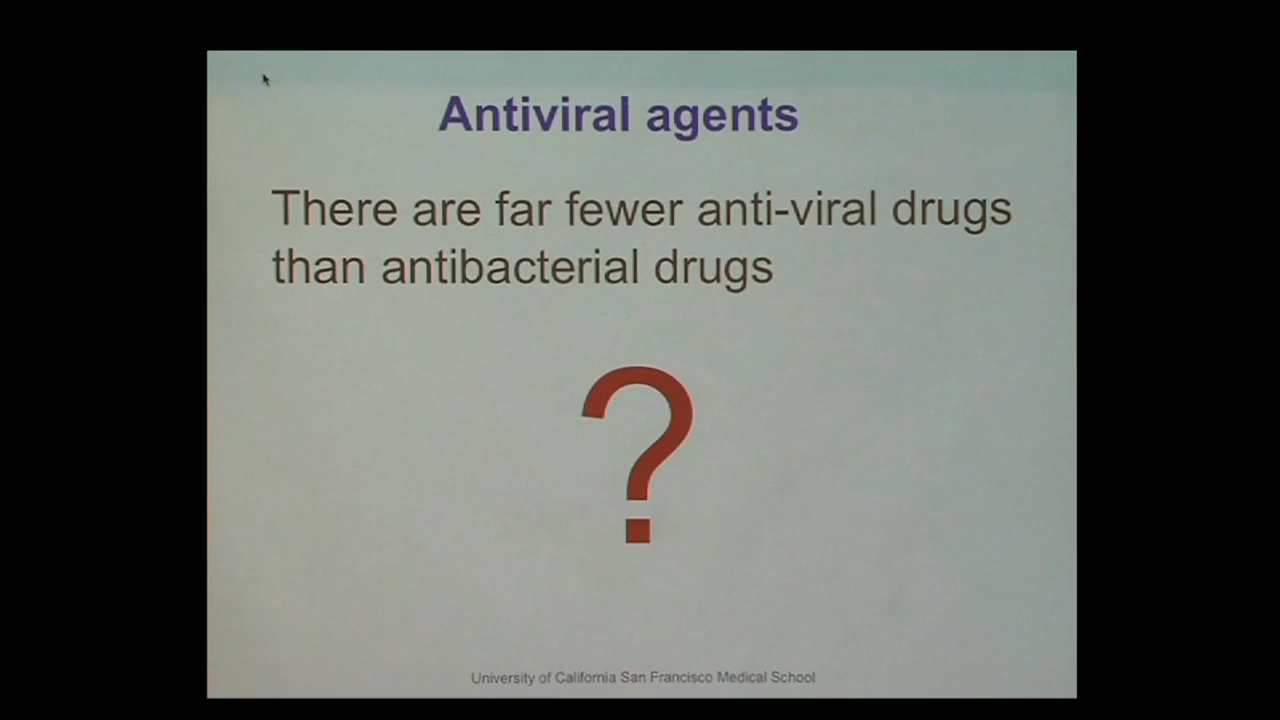 Antiviral agents
There are far fewer anti-viral drugs
than antibacterial drugs
?
University of California San Francisco Medical School